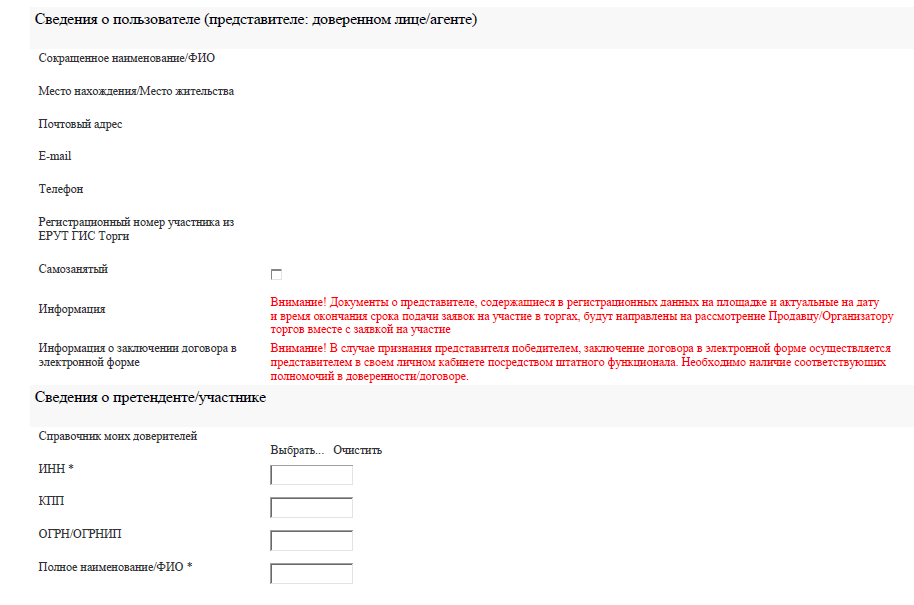 Сведения о пользователе (представителе: доверенном лице/агенте)
Сокращенное наименование/ФИО
Место нахождения/Место жительства
Почтовый адрес
E-mail
Телефон
Регистрационный номер участника из
ЕРУТ ГИС Торги
Самозанятый
Информация
Внимание! Документы о представителе, содержащиеся в регистрационных данных на площадке и актуальные на дату
и время окончания срока подачи заявок на участие в торгах, будут направлены на рассмотрение Продавцу/Организатору
торгов вместе с заявкой на участие
Информация о заключении договора в
электронной форме
Внимание! В случае признания представителя победителем, заключение договора в электронной форме осуществляется
представителем в своем личном кабинете посредством штатного функционала. Необходимо наличие соответствующих
полномочий в доверенности/договоре.
Сведения о претенденте/участнике
Справочник моих доверителей
Выбрать... Очистить
ИНН *
КПП
ОГРН/ОГРНИП
Полное наименование/ФИО *